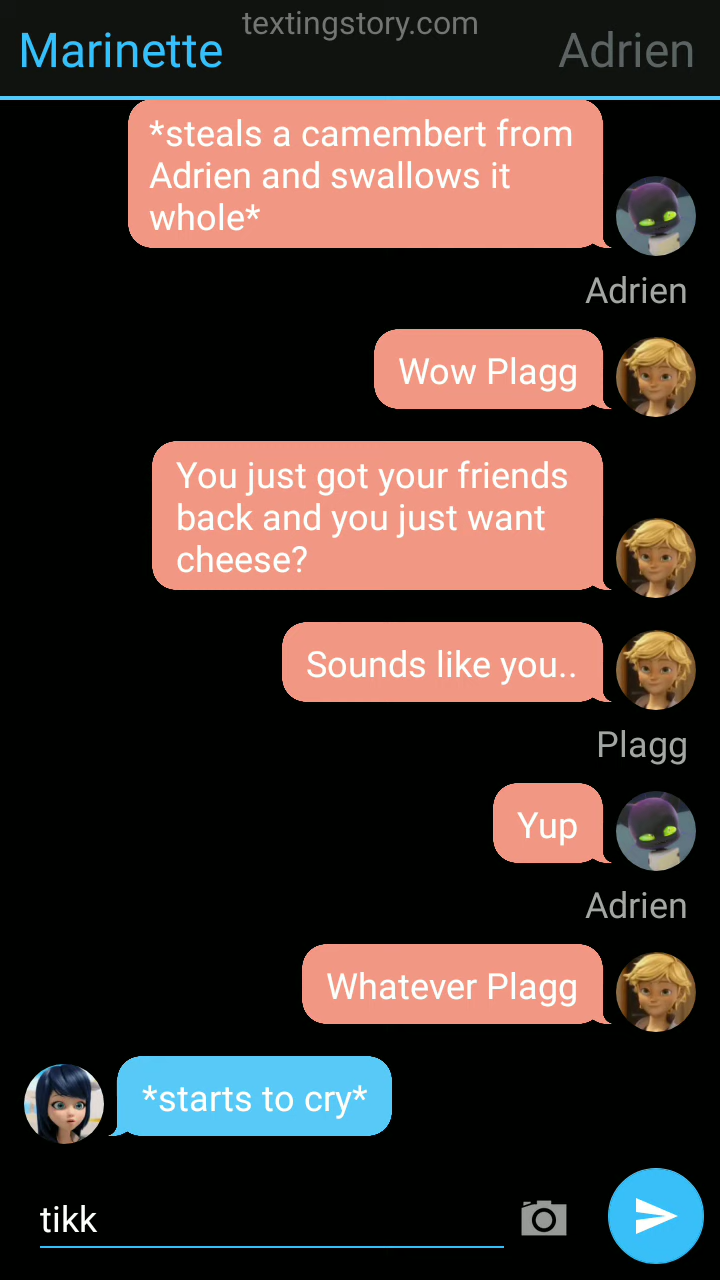 textingstory.com
Marinette
Adrien
*steals a camembert from
Adrien and swallows it
whole*
Adrien
Wow Plagg
You just got your friends
back and you just want
cheese?
Sounds like you..
Plagg
Yup
Adrien
Whatever Plagg
*starts to cry*
tikk